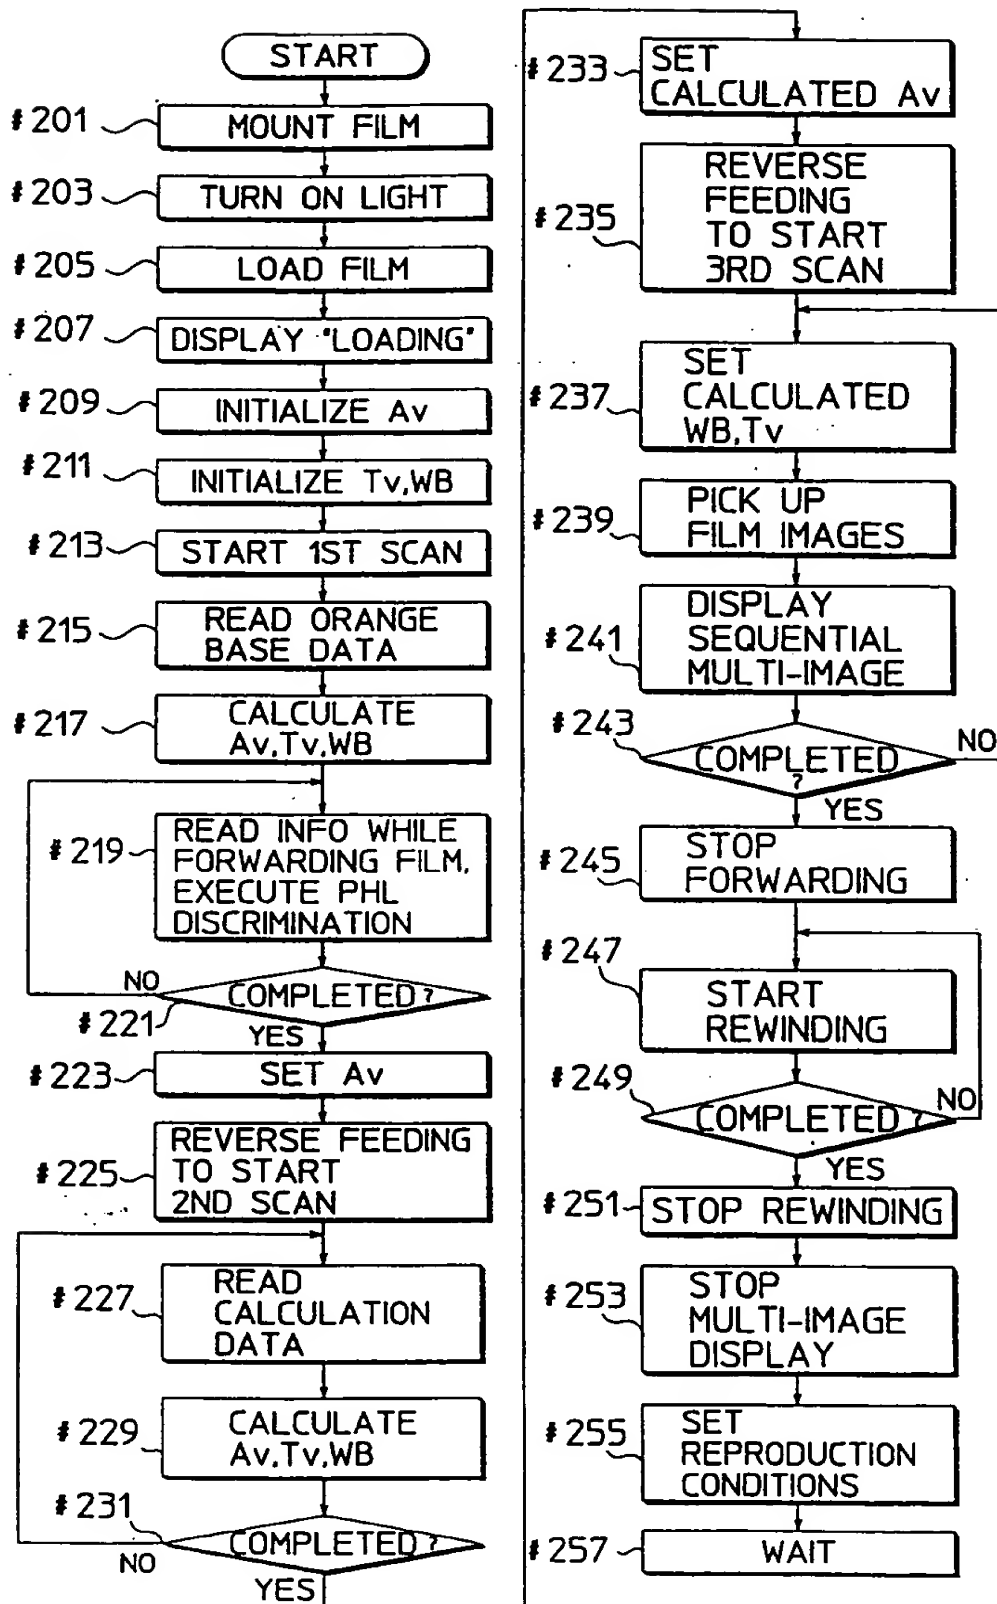 START
#201
MOUNT FILM
#203
TURN ON LIGHT
#205
LOAD FILM
#207
DISPLAY "LOADING"
#209
INITIALIZE Av
#211
INITIALIZE Tv,WB
#213
START 1ST SCAN
#215
READ ORANGE
BASE DATA
#217
CALCULATE
Av,Tv,WB
#219
READ INFO WHILE
FORWARDING FILM,
EXECUTE PHL
DISCRIMINATION
#221
COMPLETED?
NO
YES
#223
SET Av
#225
REVERSE FEEDING
TO START
2ND SCAN
#227
READ
CALCULATION
DATA
#229
CALCULATE
Av,Tv,WB
#231
COMPLETED?
NO
YES
#233
SET
CALCULATED Av
#235
REVERSE
FEEDING
TO START
3RD SCAN
#237
SET
CALCULATED
WB,Tv
#239
PICK UP
FILM IMAGES
#241
DISPLAY
SEQUENTIAL
MULTI-IMAGE
#243
COMPLETED
?
NO
YES
#245
STOP
FORWARDING
#247
START
REWINDING
#249
COMPLETED?
NO
YES
#251
STOP REWINDING
#253
STOP
MULTI-IMAGE
DISPLAY
#255
SET
REPRODUCTION
CONDITIONS
#257
WAIT